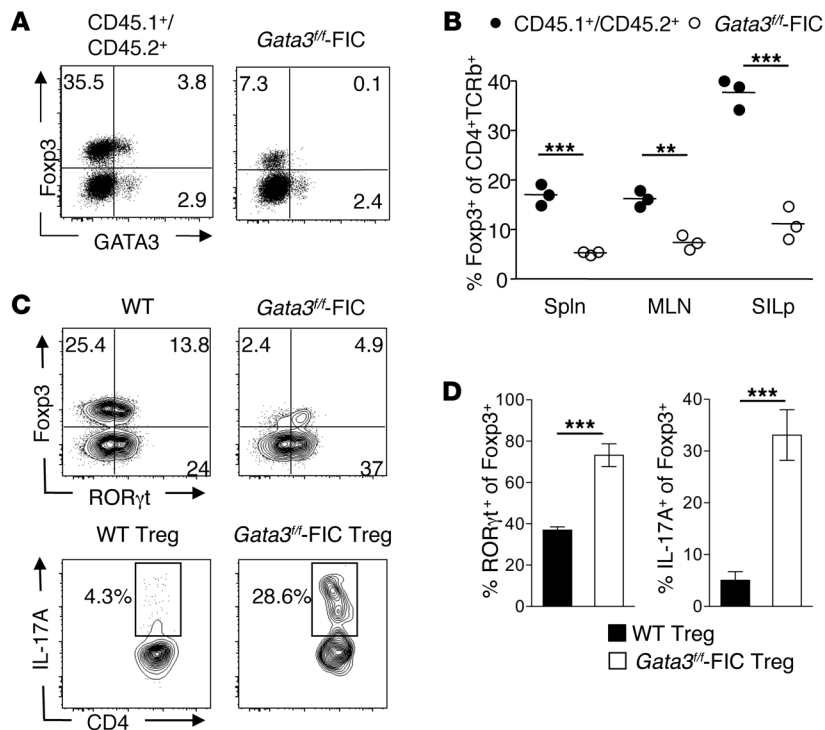 A
CD45.1⁺/
CD45.2⁺
Gata3ᶠ/ᶠ-FIC
35.5
3.8
2.9
7.3
0.1
2.4
Foxp3
GATA3
B
● CD45.1⁺/CD45.2⁺ ○ Gata3ᶠ/ᶠ-FIC
% Foxp3⁺ of CD4⁺TCRb⁺
40
30
20
10
0
***
**
***
Spln
MLN
SILp
C
WT
Gata3ᶠ/ᶠ-FIC
25.4
13.8
24
2.4
4.9
37
Foxp3
RORγt
WT Treg
Gata3ᶠ/ᶠ-FIC Treg
4.3%
28.6%
IL-17A
CD4
D
% RORγt⁺ of Foxp3⁺
100
80
60
40
20
0
***
% IL-17A⁺ of Foxp3⁺
40
30
20
10
0
***
WT Treg
Gata3ᶠ/ᶠ-FIC Treg